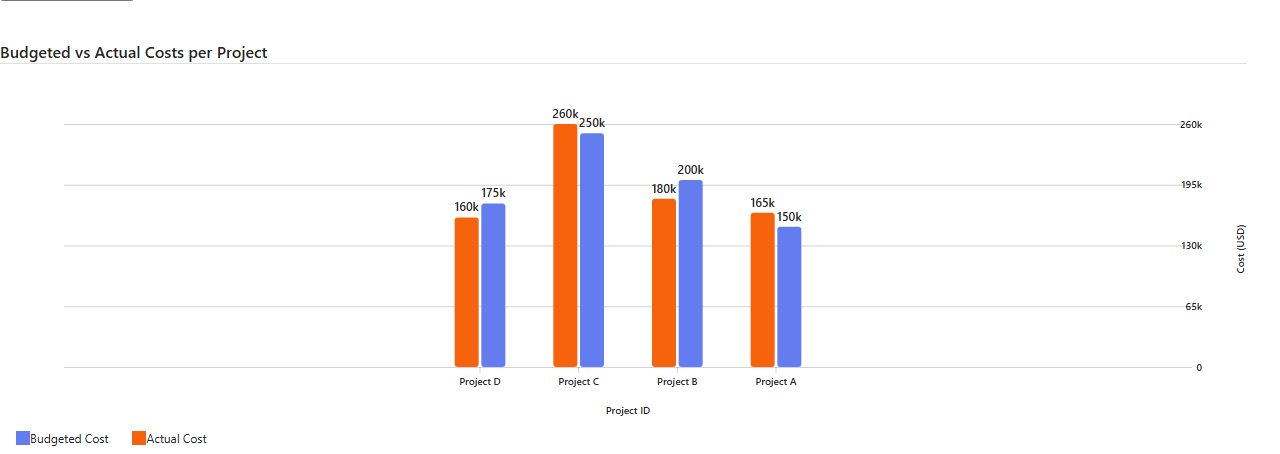 Budgeted vs Actual Costs per Project
260k
250k
200k
180k
175k
160k
165k
150k
260k
195k
130k
65k
0
Cost (USD)
Project D
Project C
Project B
Project A
Project ID
Budgeted Cost
Actual Cost